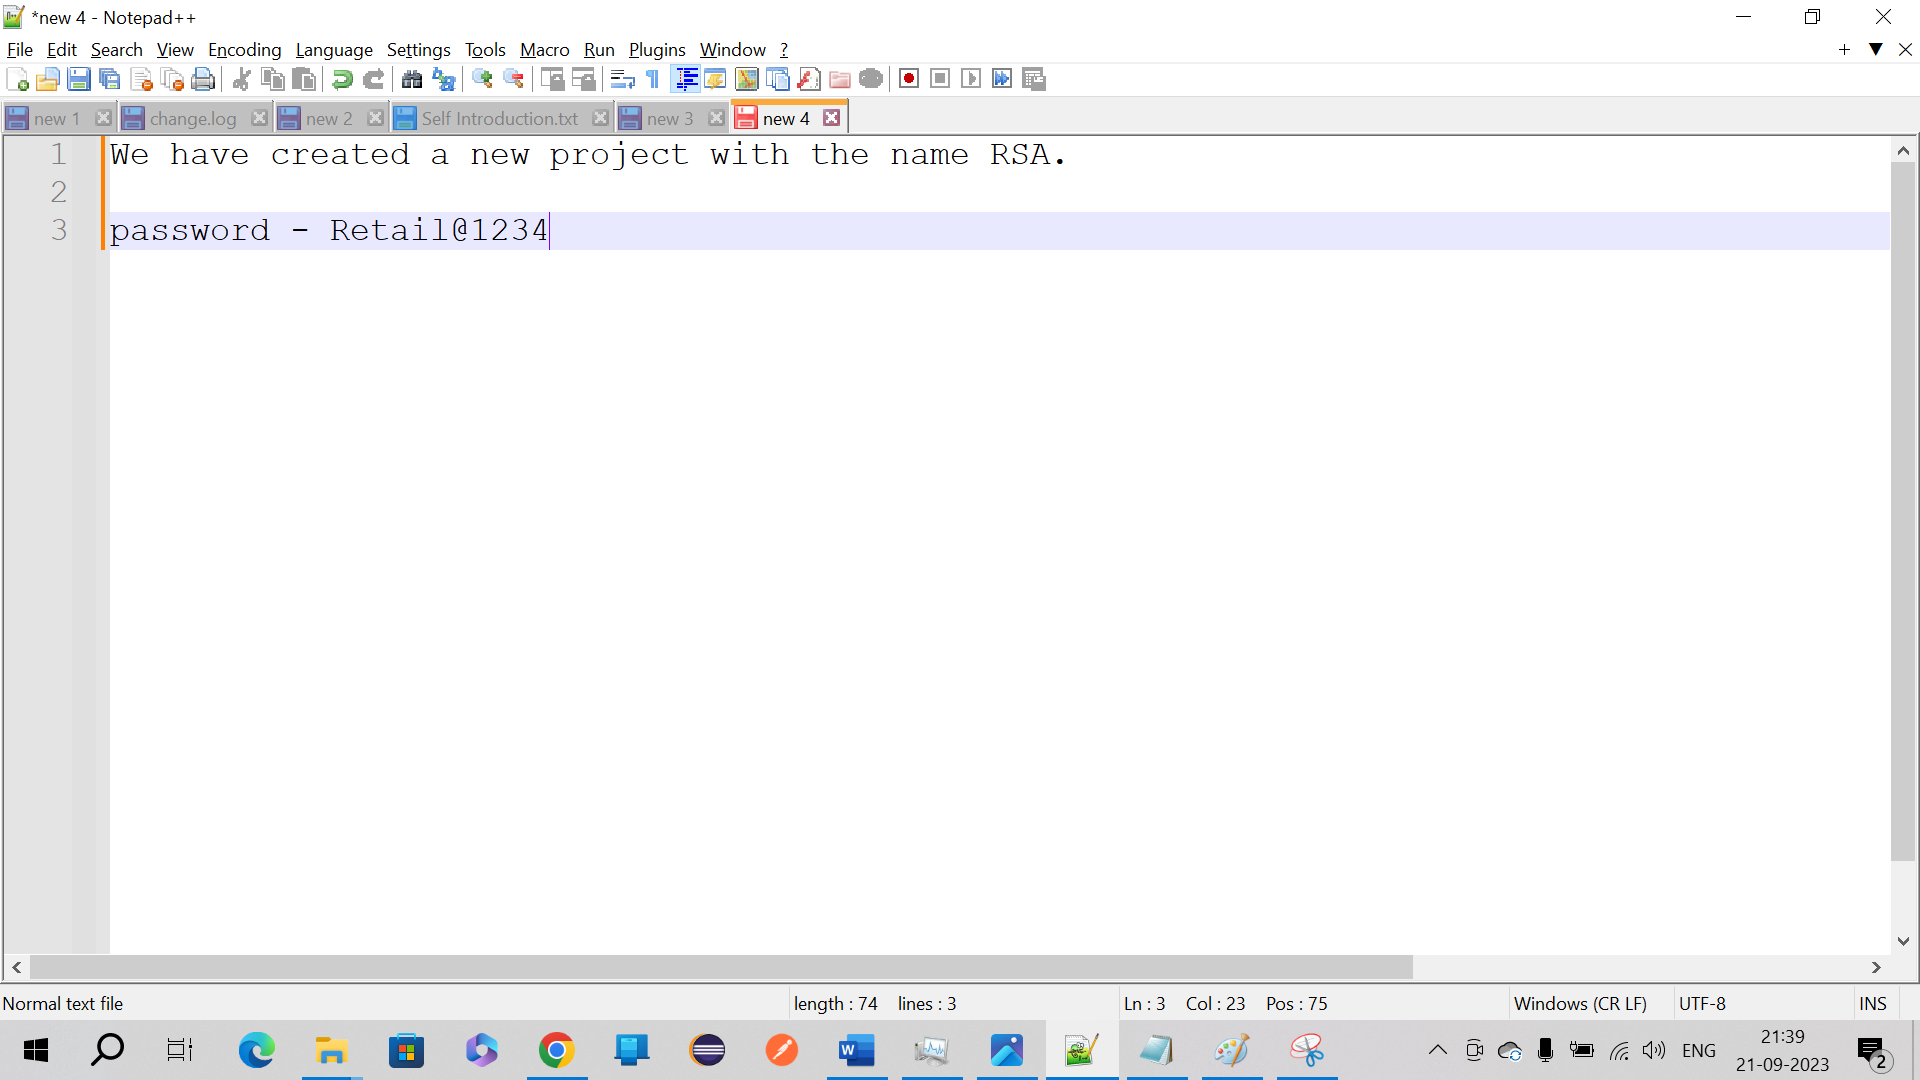 *new 4 - Notepad++
File Edit Search View Encoding Language Settings Tools Macro Run Plugins Window ?
new 1 change.log new 2 Self Introduction.txt new 3 new 4
1 We have created a new project with the name RSA.
2
3 password - Retail@1234
Normal text file length : 74 lines : 3 Ln : 3 Col : 23 Pos : 75 Windows (CR LF) UTF-8 INS
ENG 21:39
21-09-2023 2